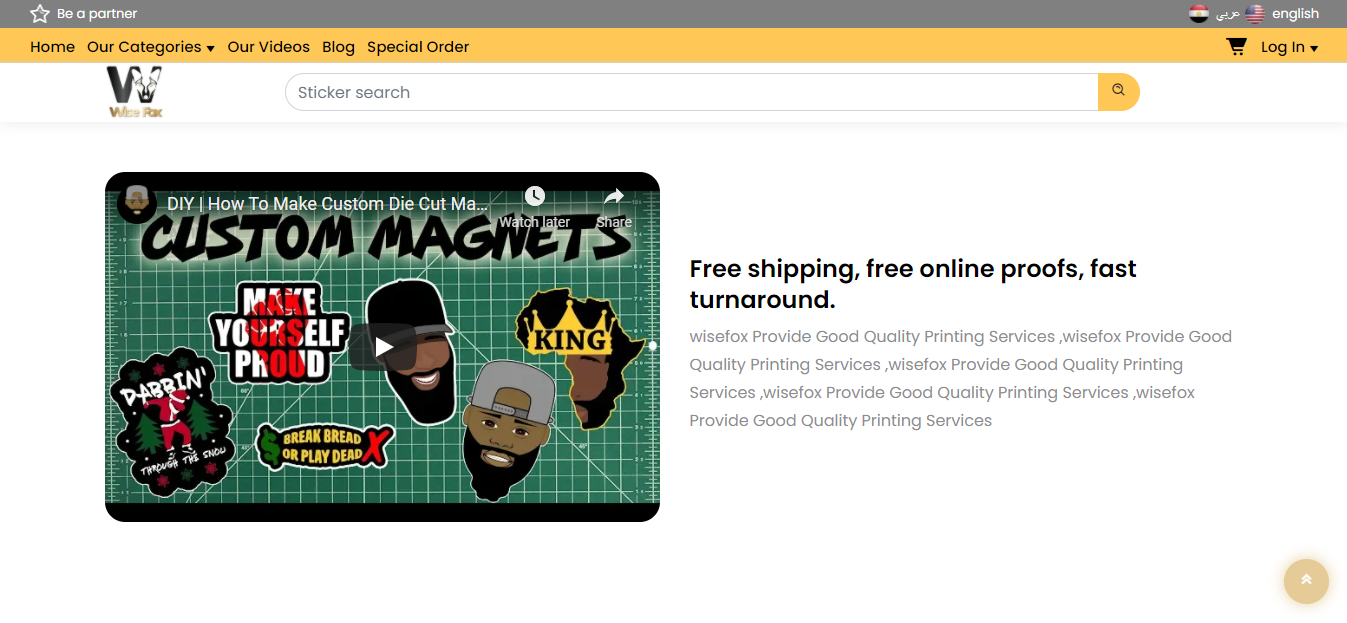 Be a partner
عربي
english
Home Our Categories Our Videos Blog Special Order
Log In
Wise Fox
Sticker search
DIY | How To Make Custom Die Cut Ma...
Watch later
Share
CUSTOM MAGNETS
MAKE
YOURSELF
PROUD
KING
DABBIN'
THROUGH THE SNOW
BREAK BREAD
OR PLAY DEAD
Free shipping, free online proofs, fast
turnaround.
wisefox Provide Good Quality Printing Services ,wisefox Provide Good
Quality Printing Services ,wisefox Provide Good Quality Printing
Services ,wisefox Provide Good Quality Printing Services ,wisefox
Provide Good Quality Printing Services